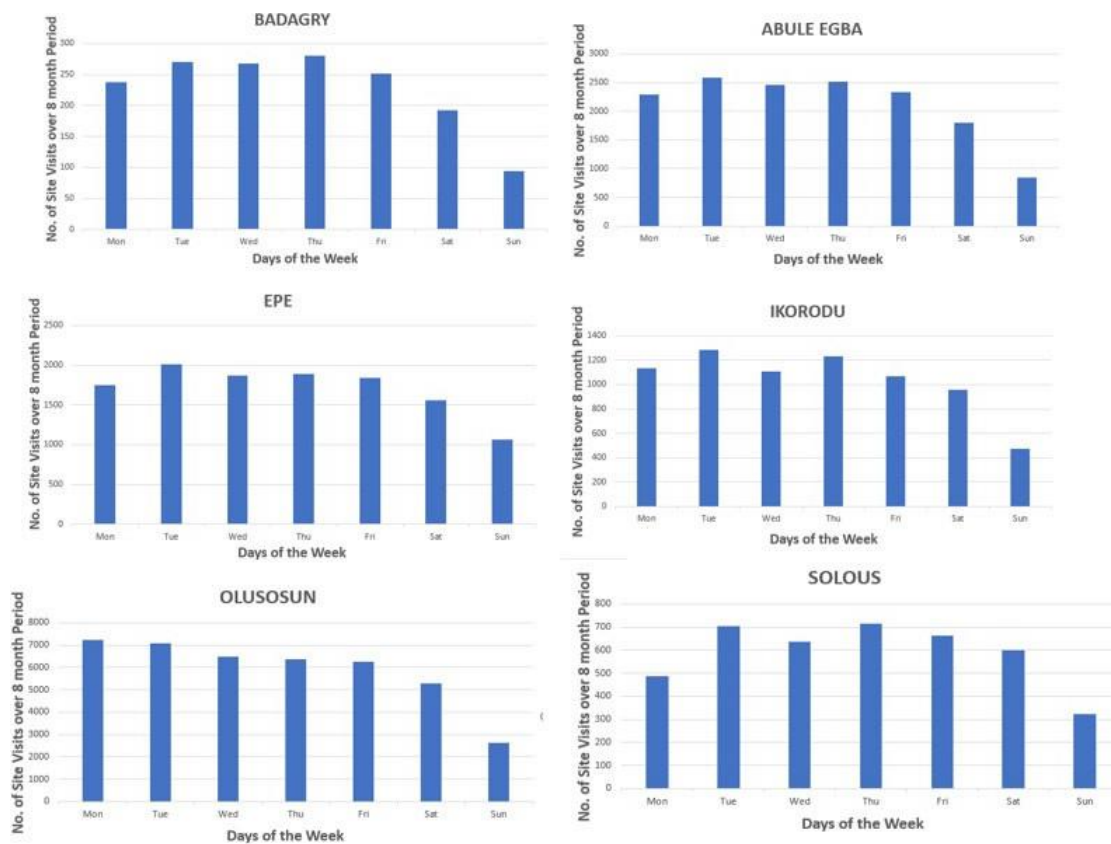 BADAGRY
No. of Site Visits over 8 month Period
300
250
200
150
100
50
0
Mon Tue Wed Thu Fri Sat Sun
Days of the Week
ABULE EGBA
No. of Site Visits over 8 month Period
3000
2500
2000
1500
1000
500
0
Mon Tue Wed Thu Fri Sat Sun
Days of the Week
EPE
No. of Site Visits over 8 month Period
2500
2000
1500
1000
500
0
Mon Tue Wed Thu Fri Sat Sun
Days of the Week
IKORODU
No. of Site Visits over 8 month Period
1400
1200
1000
800
600
400
200
0
Mon Tue Wed Thu Fri Sat Sun
Days of the Week
OLUSOSUN
No. of Site Visits over 8 month Period
8000
7000
6000
5000
4000
3000
2000
1000
0
Mon Tue Wed Thu Fri Sat Sun
Days of the Week
SOLOUS
No. of Site Visits over 8 month Period
800
700
600
500
400
300
200
100
0
Mon Tue Wed Thu Fri Sat Sun
Days of the Week